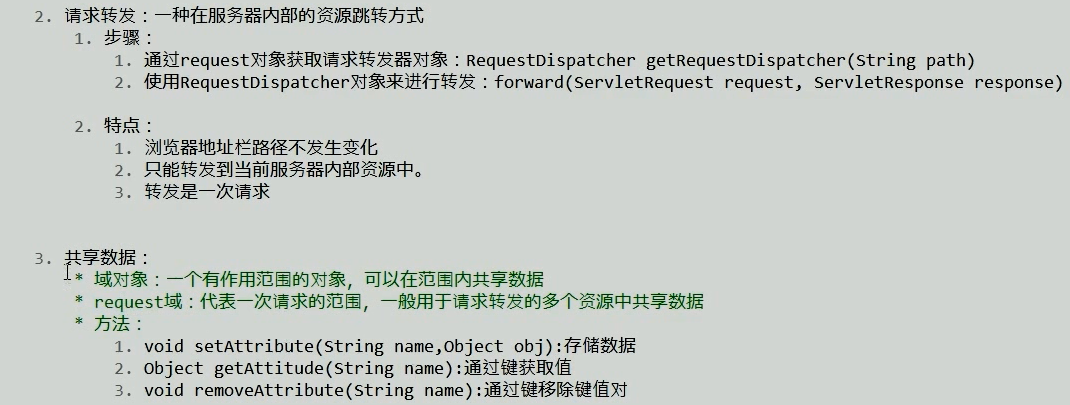 2. 请求转发：一种在服务器内部的资源跳转方式
1. 步骤：
1. 通过request对象获取请求转发器对象：RequestDispatcher getRequestDispatcher(String path)
2. 使用RequestDispatcher对象来进行转发：forward(ServletRequest request, ServletResponse response)
2. 特点：
1. 浏览器地址栏路径不发生变化
2. 只能转发到当前服务器内部资源中。
3. 转发是一次请求
3. 共享数据：
* 域对象：一个有作用范围的对象，可以在范围内共享数据
* request域：代表一次请求的范围，一般用于请求转发的多个资源中共享数据
* 方法：
1. void setAttribute(String name,Object obj):存储数据
2. Object getAttitude(String name):通过键获取值
3. void removeAttribute(String name):通过键移除键值对